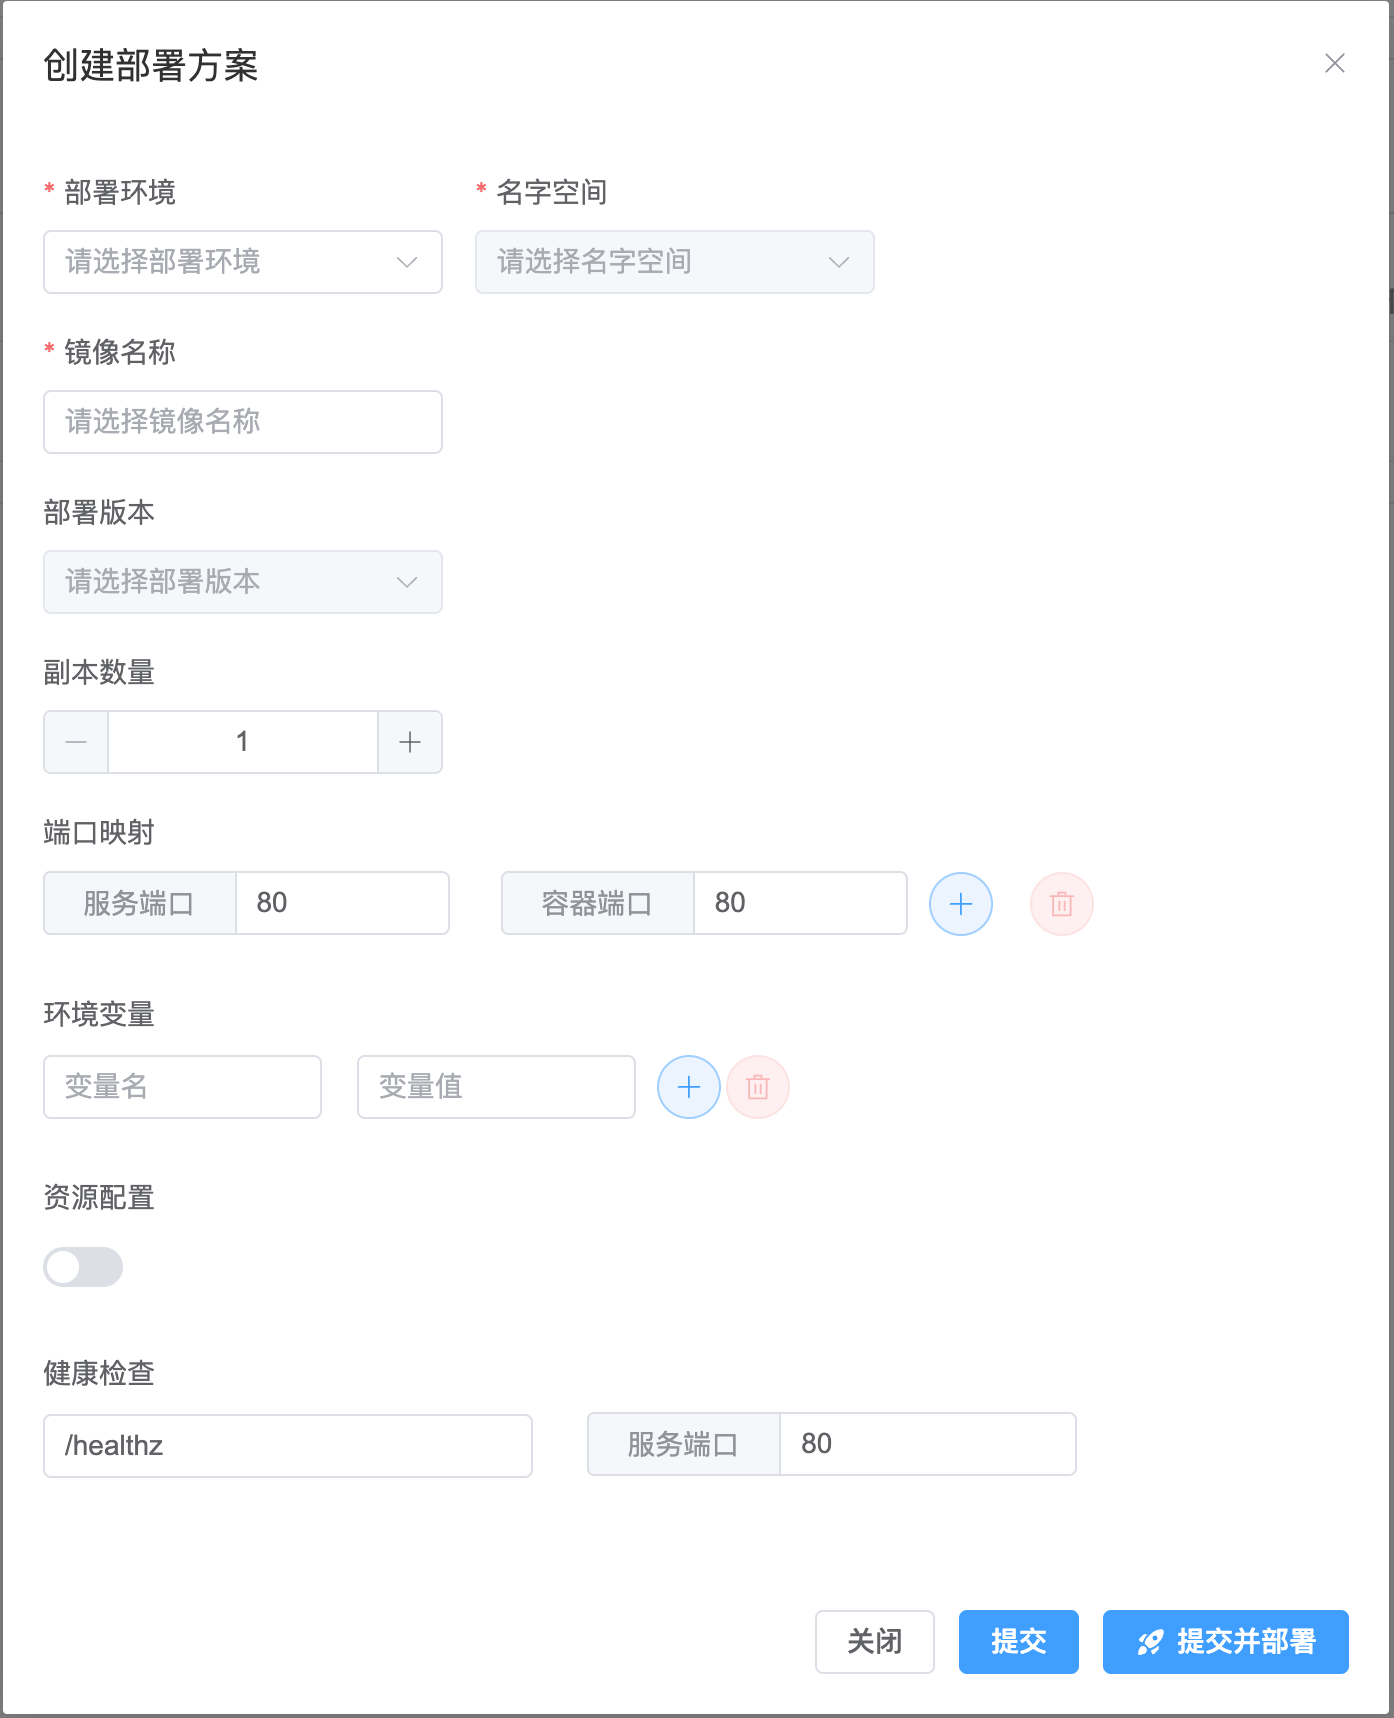 创建部署方案
* 部署环境
* 名字空间
请选择部署环境
请选择名字空间
* 镜像名称
请选择镜像名称
部署版本
请选择部署版本
副本数量
1
端口映射
服务端口 80
容器端口 80
环境变量
变量名
变量值
资源配置
健康检查
/healthz
服务端口 80
关闭
提交
提交并部署